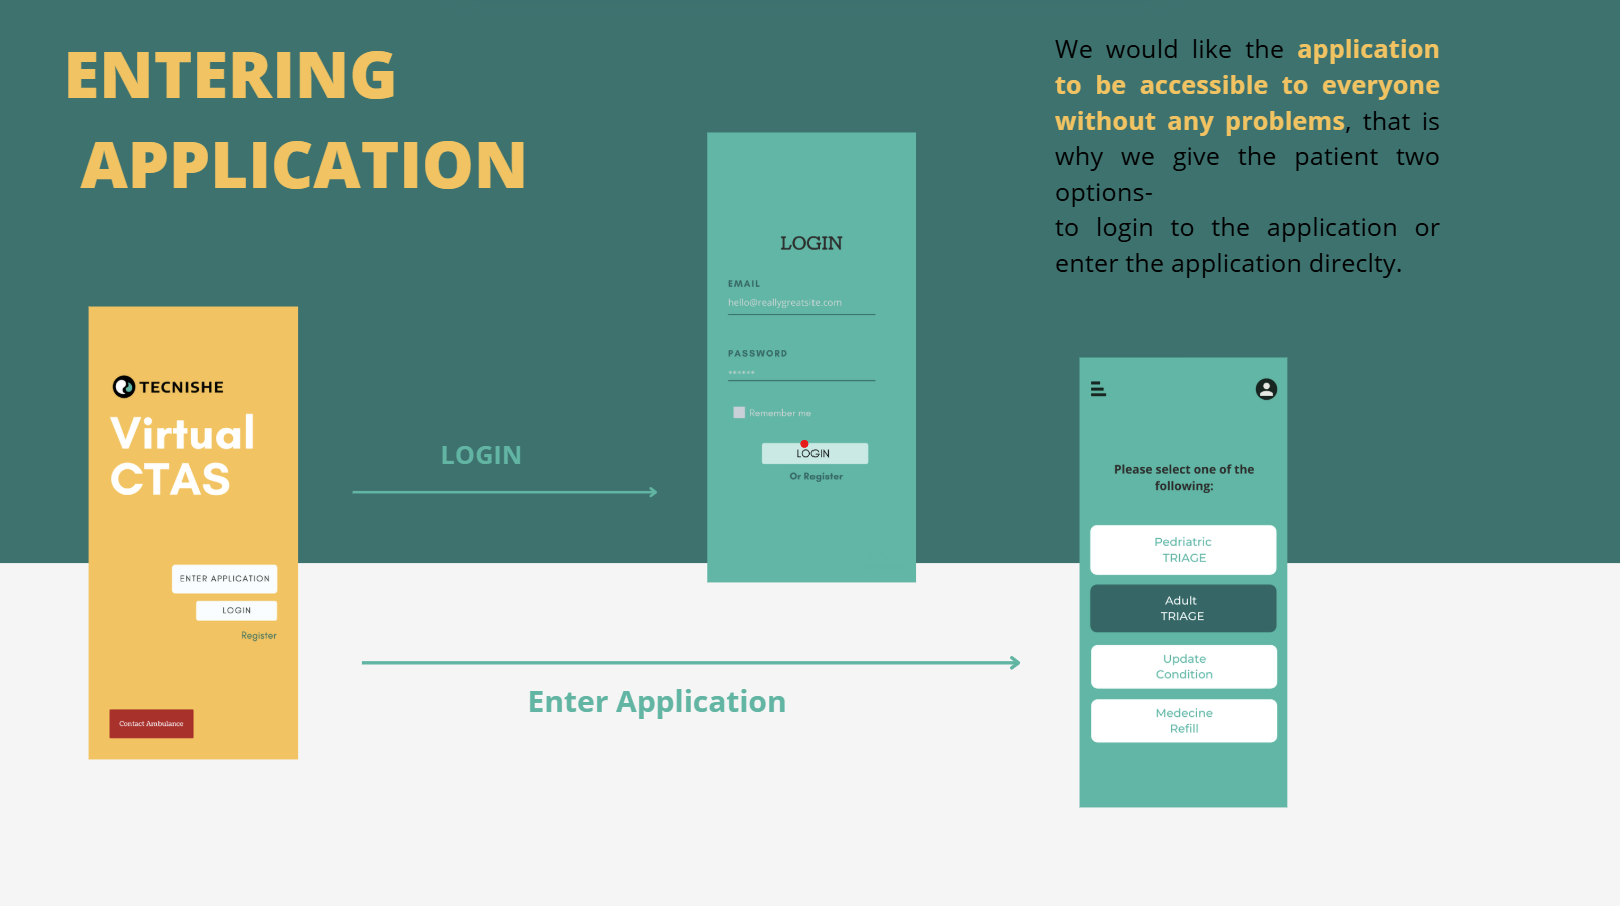 ENTERING
APPLICATION
We would like the application
to be accessible to everyone
without any problems, that is
why we give the patient two
options-
to login to the application or
enter the application direclty.
TECNISHE
Virtual
CTAS
ENTER APPLICATION
LOGIN
Register
Contact Ambulance
LOGIN
LOGIN
EMAIL
hello@reallygreatsite.com
PASSWORD
******
Remember me
LOGIN
Or Register
Enter Application
Please select one of the
following:
Pedriatric
TRIAGE
Adult
TRIAGE
Update
Condition
Medecine
Refill